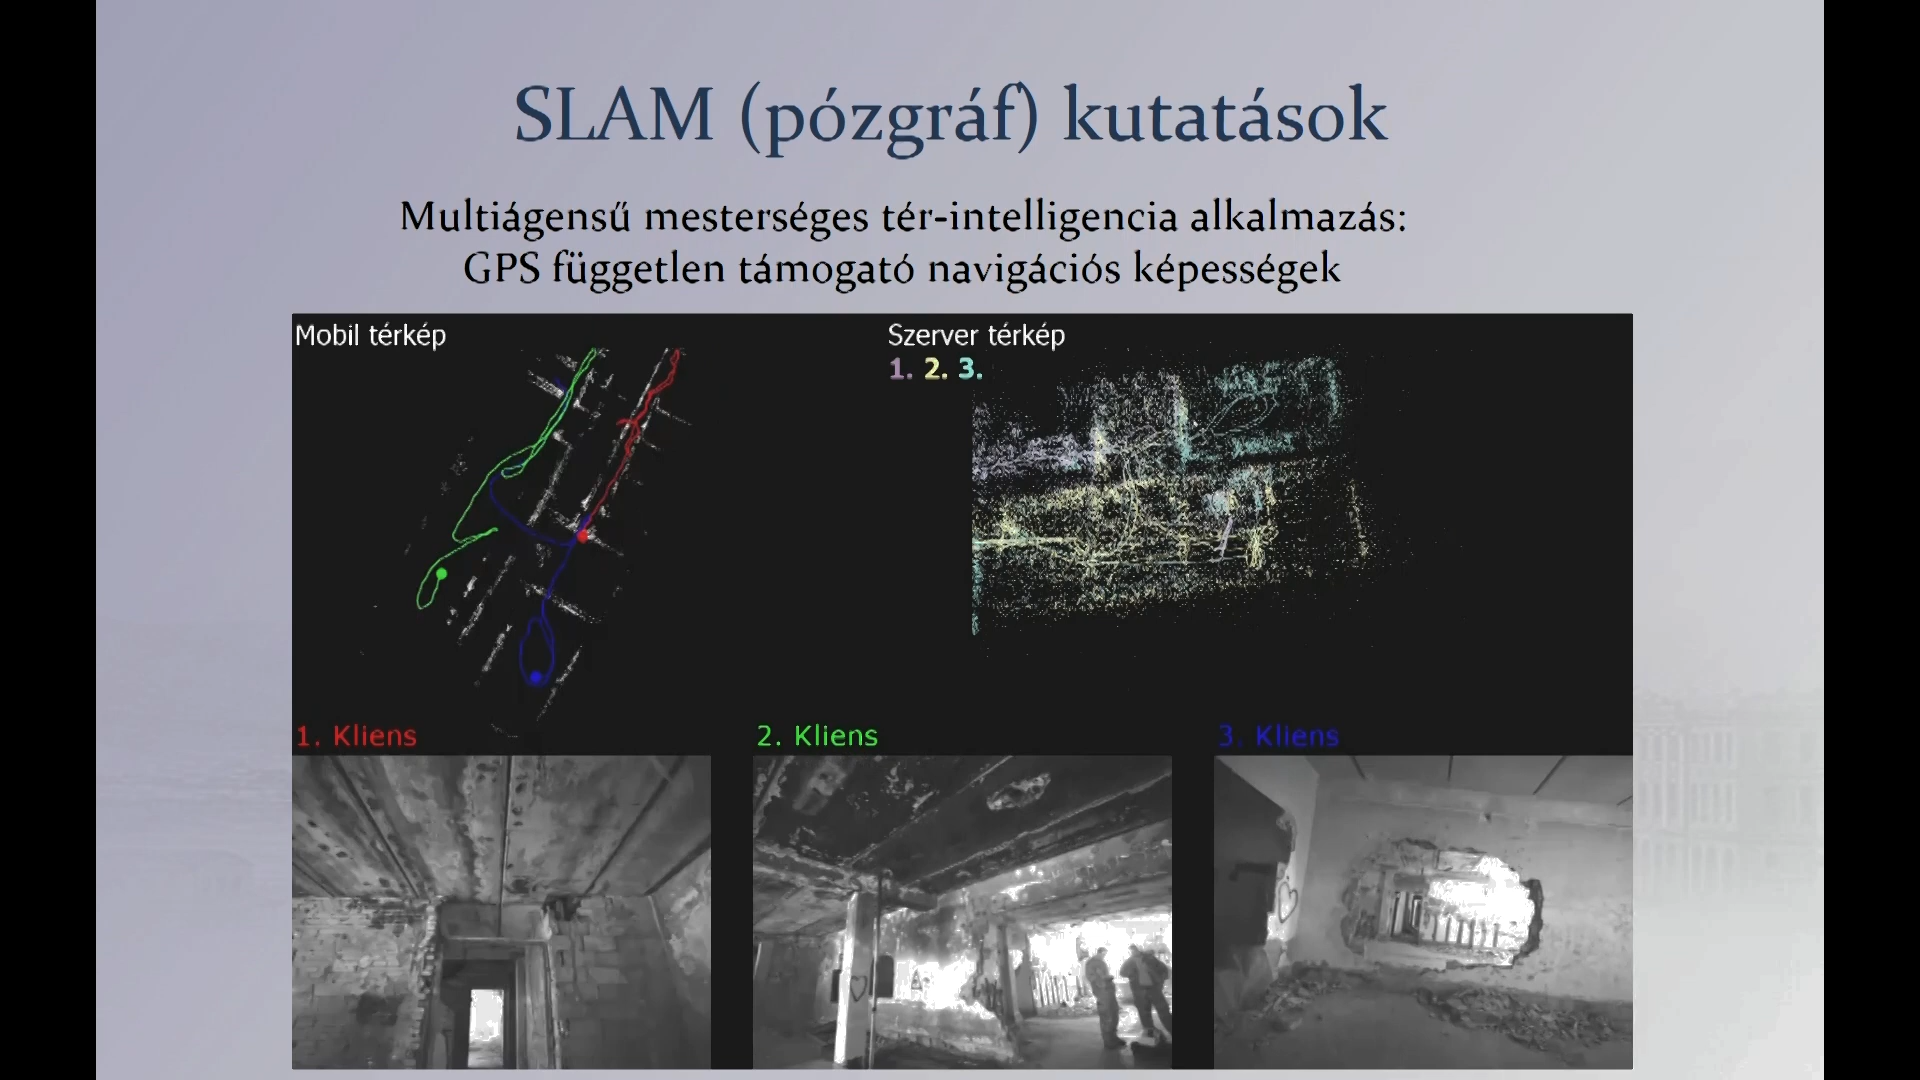 SLAM (pózgráf) kutatások
Multiágensű mesterséges tér-intelligencia alkalmazás:
GPS független támogató navigációs képességek
Mobil térkép
Szerver térkép
1. 2. 3.
1. Kliens
2. Kliens
3. Kliens